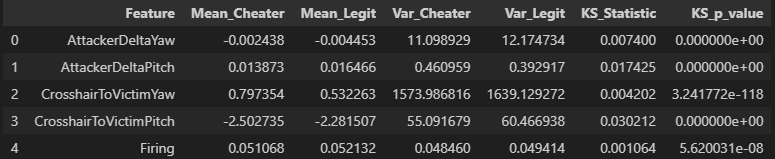 Feature Mean_Cheater Mean_Legit Var_Cheater Var_Legit KS_Statistic KS_p_value
0 AttackerDeltaYaw -0.002438 -0.004453 11.098929 12.174734 0.007400 0.000000e+00
1 AttackerDeltaPitch 0.013873 0.016466 0.460959 0.392917 0.017425 0.000000e+00
2 CrosshairToVictimYaw 0.797354 0.532263 1573.986816 1639.129272 0.004202 3.241772e-118
3 CrosshairToVictimPitch -2.502735 -2.281507 55.091679 60.466938 0.030212 0.000000e+00
4 Firing 0.051068 0.052132 0.048460 0.049414 0.001064 5.620031e-08